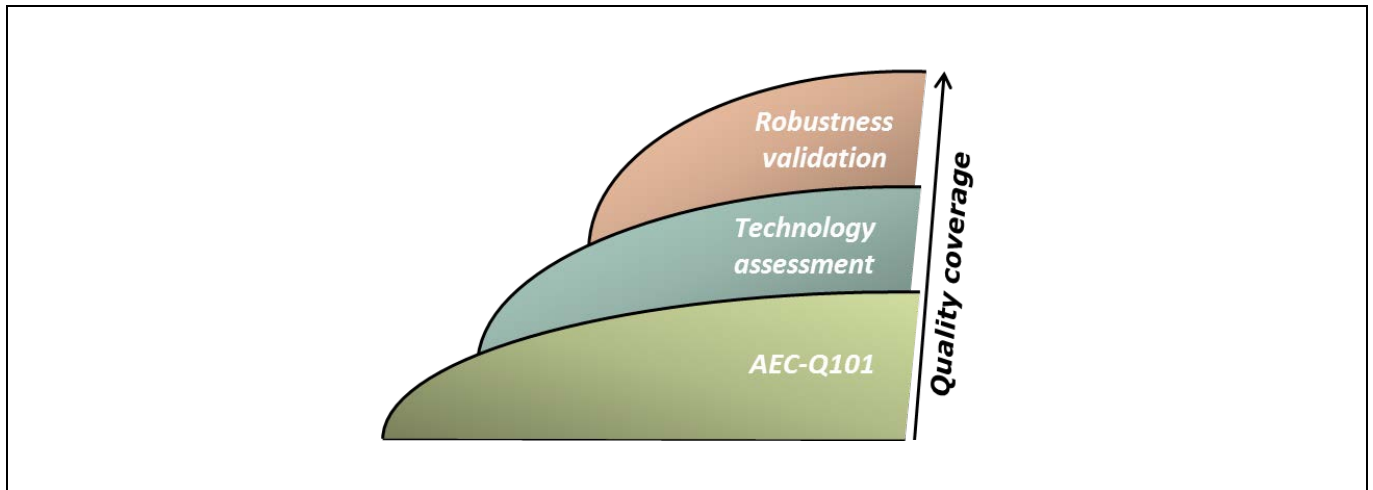 Robustness
validation
Technology
assessment
AEC-Q101
Quality coverage